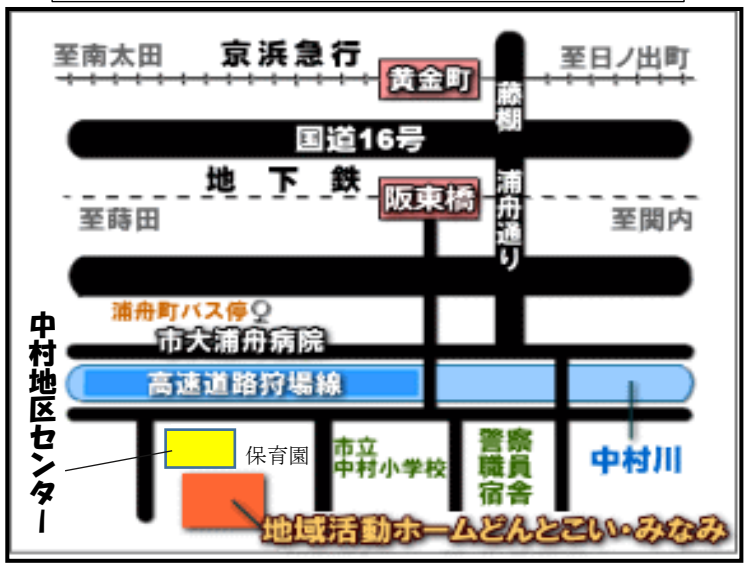 至南太田
京浜急行
黄金町
至日ノ出町
藤棚
浦舟通り
国道16号
地下鉄
阪東橋
至蒔田
至関内
浦舟町バス停
市大浦舟病院
高速道路狩場線
中村地区センター
保育園
市立
中村小学校
警察
職員
宿舎
中村川
地域活動ホームどんとこい・みなみ